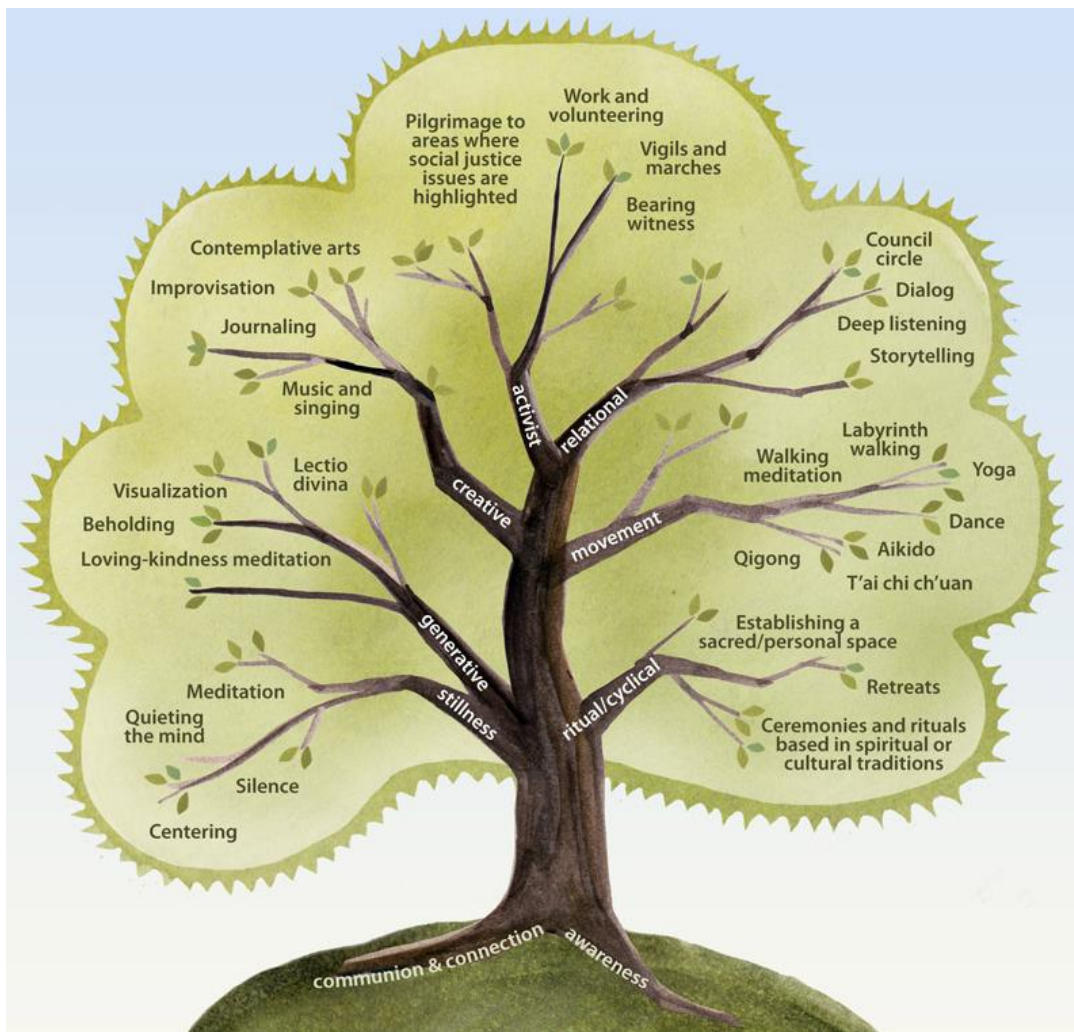 Work and
volunteering
Pilgrimage to
areas where
social justice
issues are
highlighted
Vigils and
marches
Bearing
witness
Contemplative arts
Improvisation
Journaling
Music and
singing
Council
circle
Dialog
Deep listening
Storytelling
activist
relational
creative
movement
Labyrinth
walking
Walking
meditation
Yoga
Dance
Aikido
Qigong
T'ai chi ch'uan
Lectio
divina
Visualization
Beholding
Loving-kindness meditation
generative
stillness
ritual/cyclical
Establishing a
sacred/personal space
Retreats
Ceremonies and rituals
based in spiritual or
cultural traditions
Meditation
Quieting
the mind
Silence
Centering
communion & connection
awareness